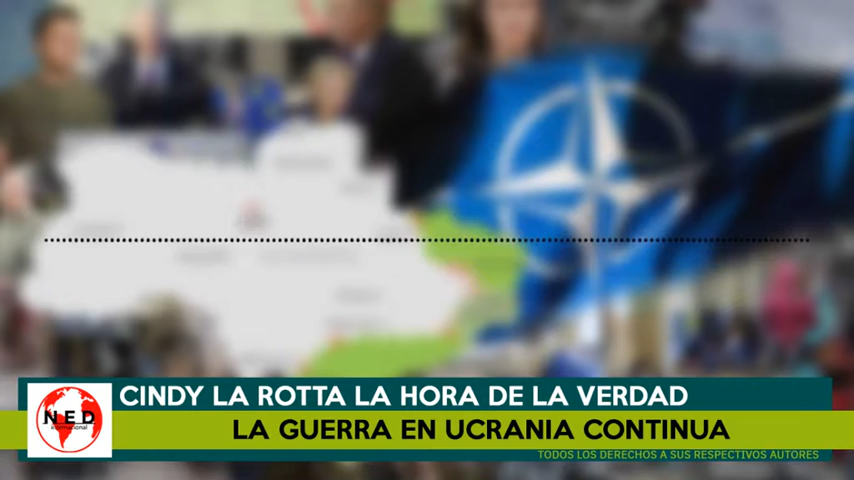 CINDY LA ROTTA LA HORA DE LA VERDAD
NED
internacional
LA GUERRA EN UCRANIA CONTINUA
TODOS LOS DERECHOS A SUS RESPECTIVOS AUTORES